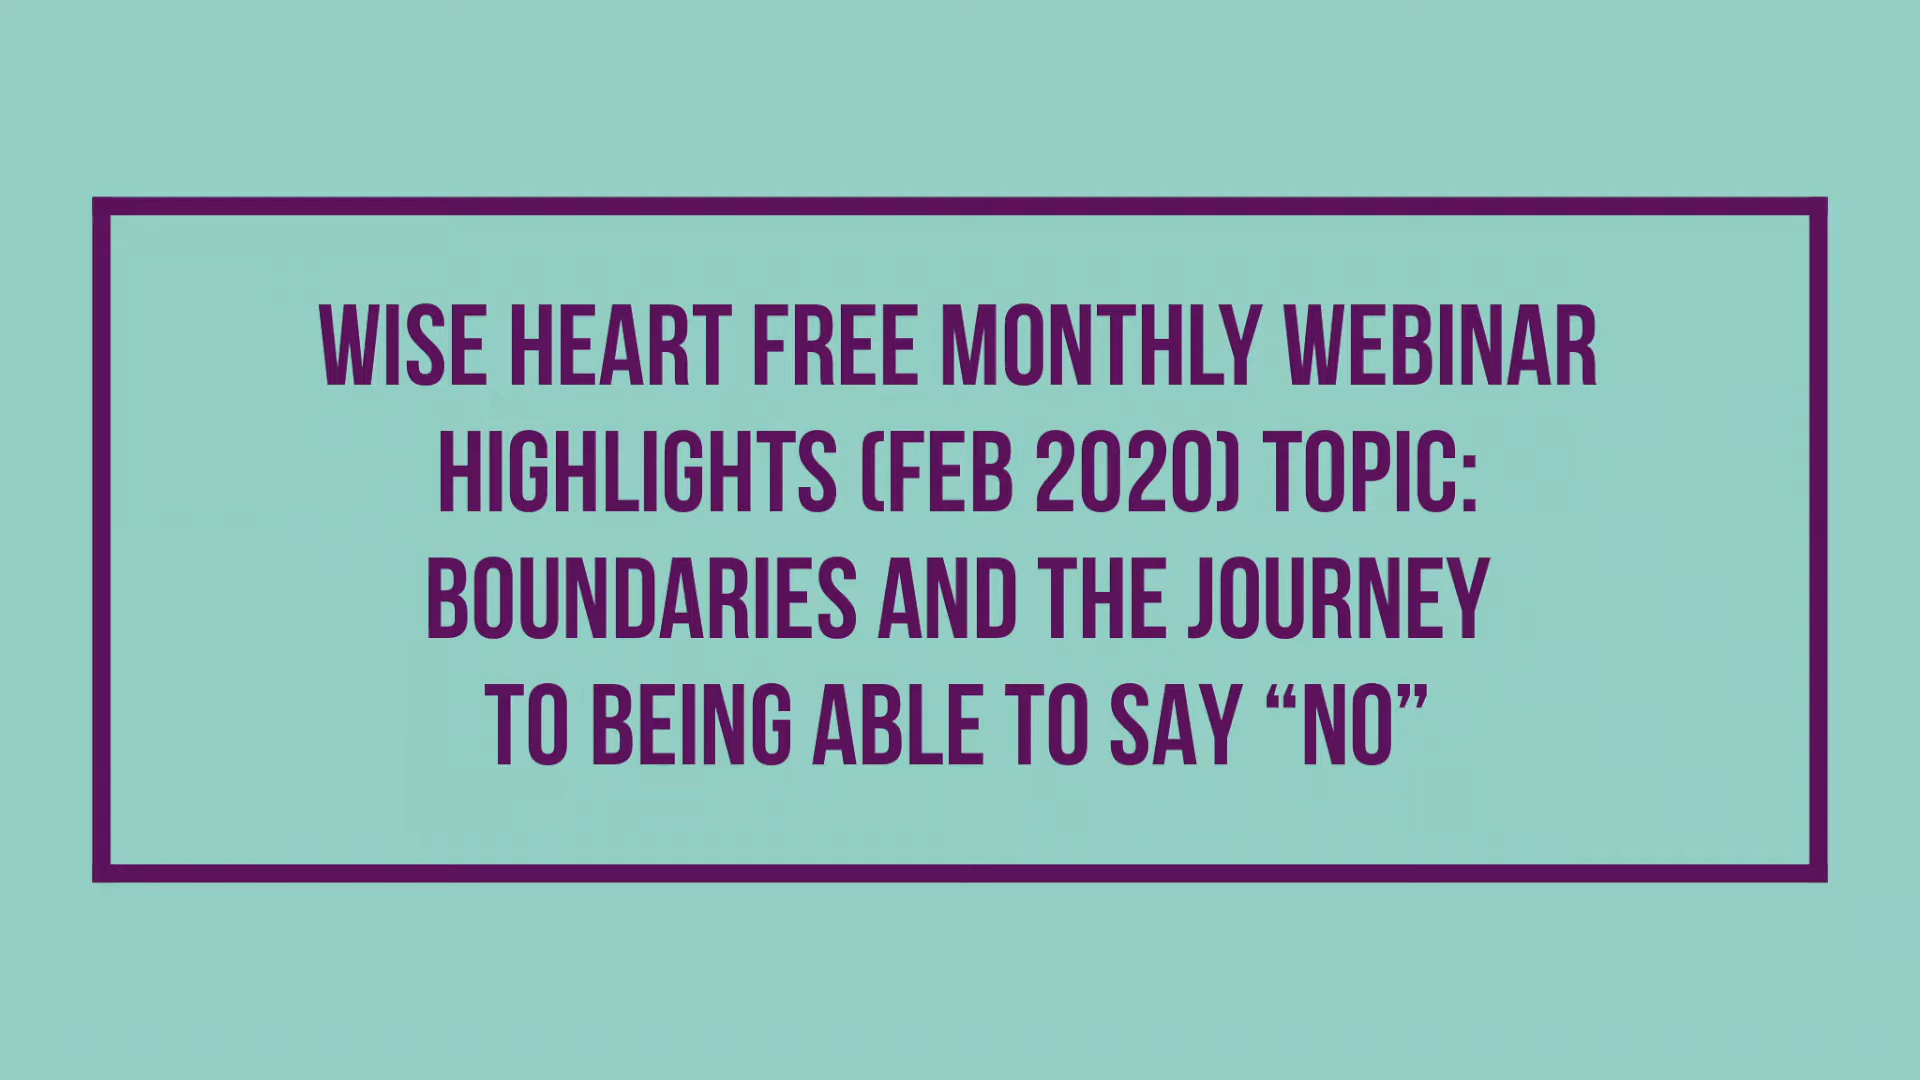 WISE HEART FREE MONTHLY WEBINAR
HIGHLIGHTS (FEB 2020) TOPIC:
BOUNDARIES AND THE JOURNEY
TO BEING ABLE TO SAY “NO”